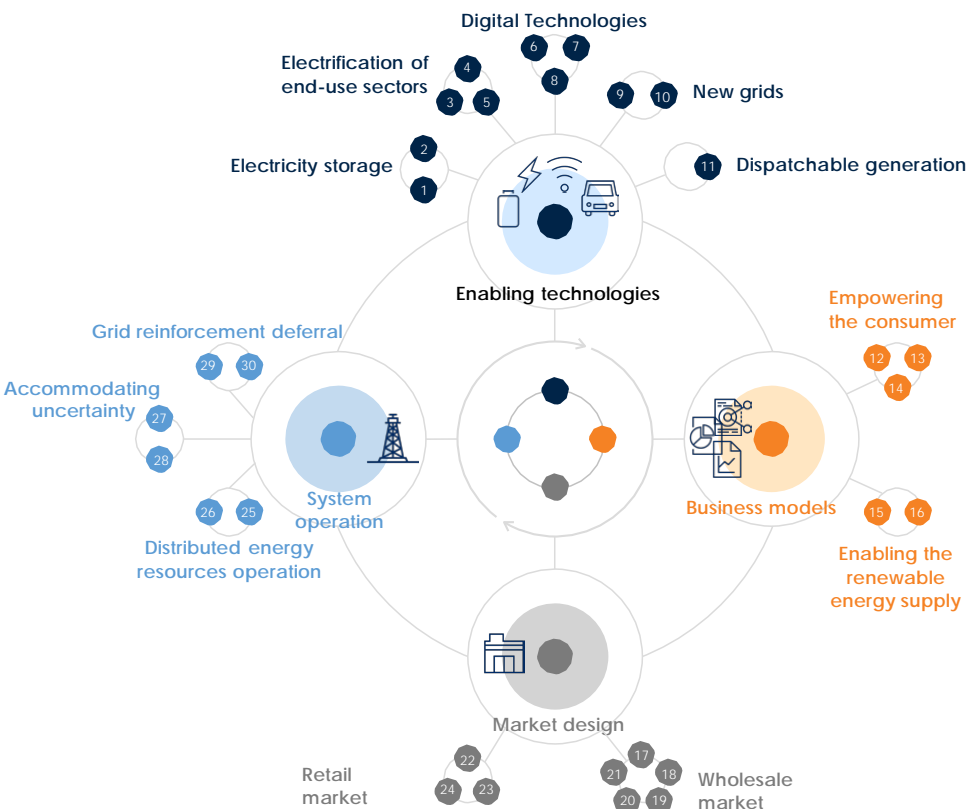 Digital Technologies
6
7
8
Electrification of
end-use sectors
4
3
5
9
10
New grids
Electricity storage
2
1
11
Dispatchable generation
Enabling technologies
Empowering
the consumer
12
13
14
Grid reinforcement deferral
29
30
Accommodating
uncertainty
27
28
System
operation
26
25
Distributed energy
resources operation
Business models
15
16
Enabling the
renewable
energy supply
Market design
Retail
market
22
24
23
17
21
18
20
19
Wholesale
market